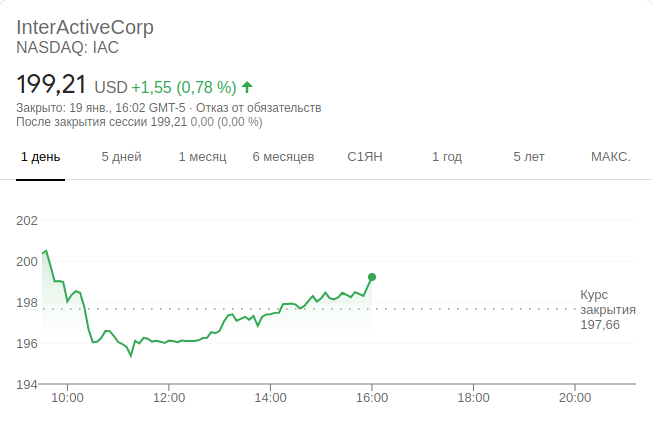 InterActiveCorp
NASDAQ: IAC
199,21 USD +1,55 (0,78 %)
Закрыто: 19 янв., 16:02 GMT-5 · Отказ от обязательств
После закрытия сессии 199,21 0,00 (0,00 %)
1 день 5 дней 1 месяц 6 месяцев С1ЯН 1 год 5 лет МАКС.
202
200
198
196
194
Курс
закрытия
197,66
10:00 12:00 14:00 16:00 18:00 20:00